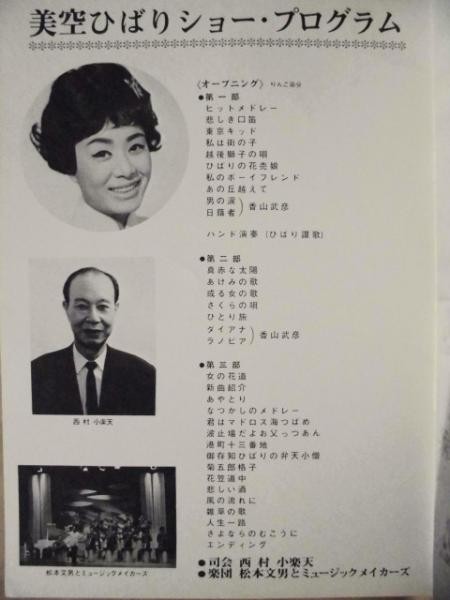 美空ひばりショー・プログラム
〈オープニング〉 りんご追分
●第一部
ヒットメドレー
悲しき口笛
東京キッド
私は街の子
越後獅子の唄
ひばりの花売娘
私のボーイフレンド
あの丘越えて
男の涙
日蔭者
香山武彦
バンド演奏 (ひばり讃歌)
●第二部
真赤な太陽
あけみの歌
或る女の歌
さくらの唄
ひとり旅
ダイアナ
ラノビア
香山武彦
●第三部
女の花道
新曲紹介
あやとり
なつかしのメドレー
君はマドロス海つばめ
波止場だよお父っつあん
港町十三番地
御存知ひばりの弁天小僧
菊五郎格子
花笠道中
悲しい酒
風の流れに
雑草の歌
人生一路
さよならのむこうに
エンディング
西村小楽天
松本文男とミュージックメイカーズ
●司会 西村小楽天
●楽団 松本文男とミュージックメイカーズ